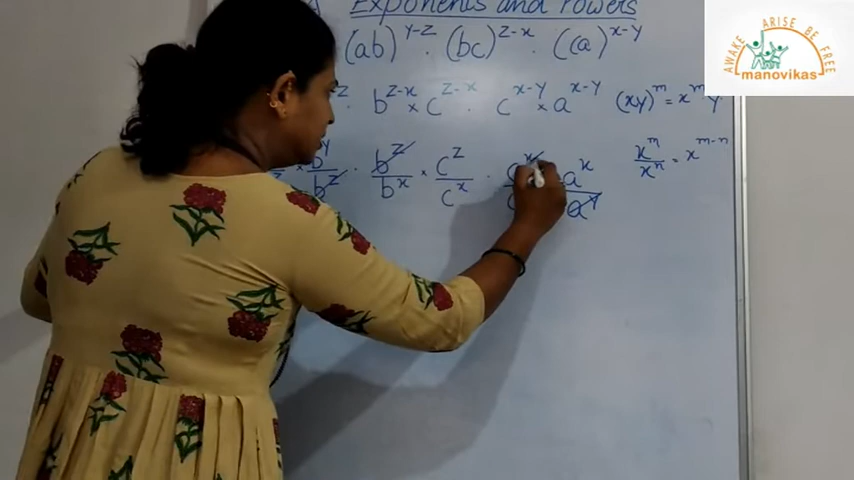 Exponents and Powers
(ab)^y-z · (bc)^z-x · (ca)^x-y
· b^z-x × c^z-x · c^x-y × a^x-y (xy)^m = x^m y
× b^y/b^z · b^z/b^x × c^z/c^x · a^x/a^y x^m/x^n = x^m-n
AWAKE ARISE BE FREE
manovikas